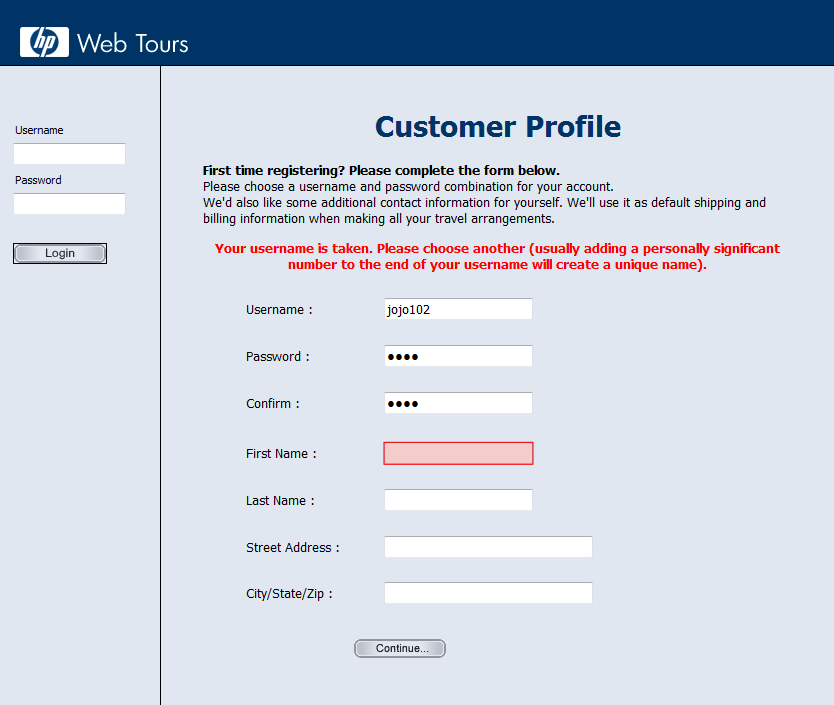 hp Web Tours
Username
Password
Login
Customer Profile
First time registering? Please complete the form below.
Please choose a username and password combination for your account.
We'd also like some additional contact information for yourself. We'll use it as default shipping and
billing information when making all your travel arrangements.
Your username is taken. Please choose another (usually adding a personally significant
number to the end of your username will create a unique name).
Username : jojo102
Password : ●●●●
Confirm : ●●●●
First Name :
Last Name :
Street Address :
City/State/Zip :
Continue...